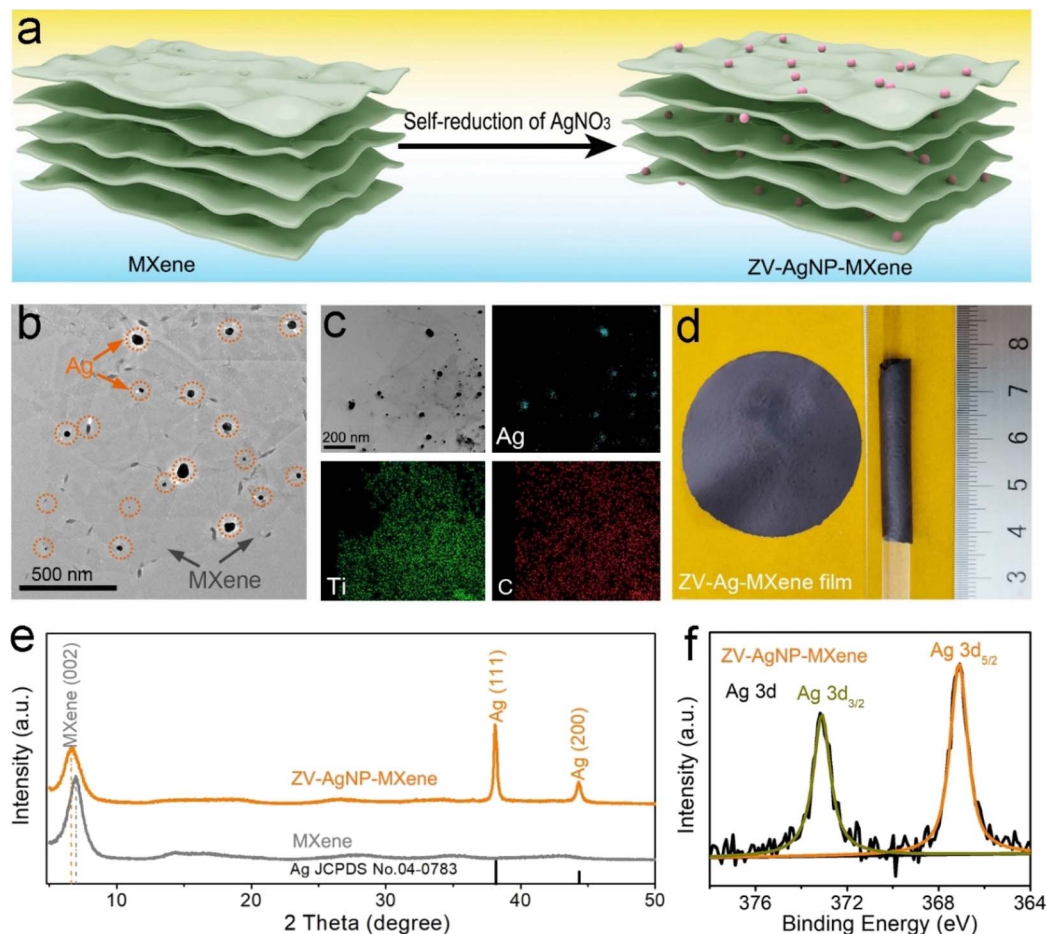 a
Self-reduction of AgNO₃
MXene
ZV-AgNP-MXene
b
Ag
MXene
500 nm
c
200 nm
Ag
Ti
C
d
ZV-Ag-MXene film
8
7
6
5
4
3
e
Intensity (a.u.)
MXene (002)
Ag (111)
Ag (200)
ZV-AgNP-MXene
MXene
Ag JCPDS No.04-0783
10
20
30
40
50
2 Theta (degree)
f
Intensity (a.u.)
ZV-AgNP-MXene
Ag 3d₅/₂
Ag 3d
Ag 3d₃/₂
376
372
368
364
Binding Energy (eV)